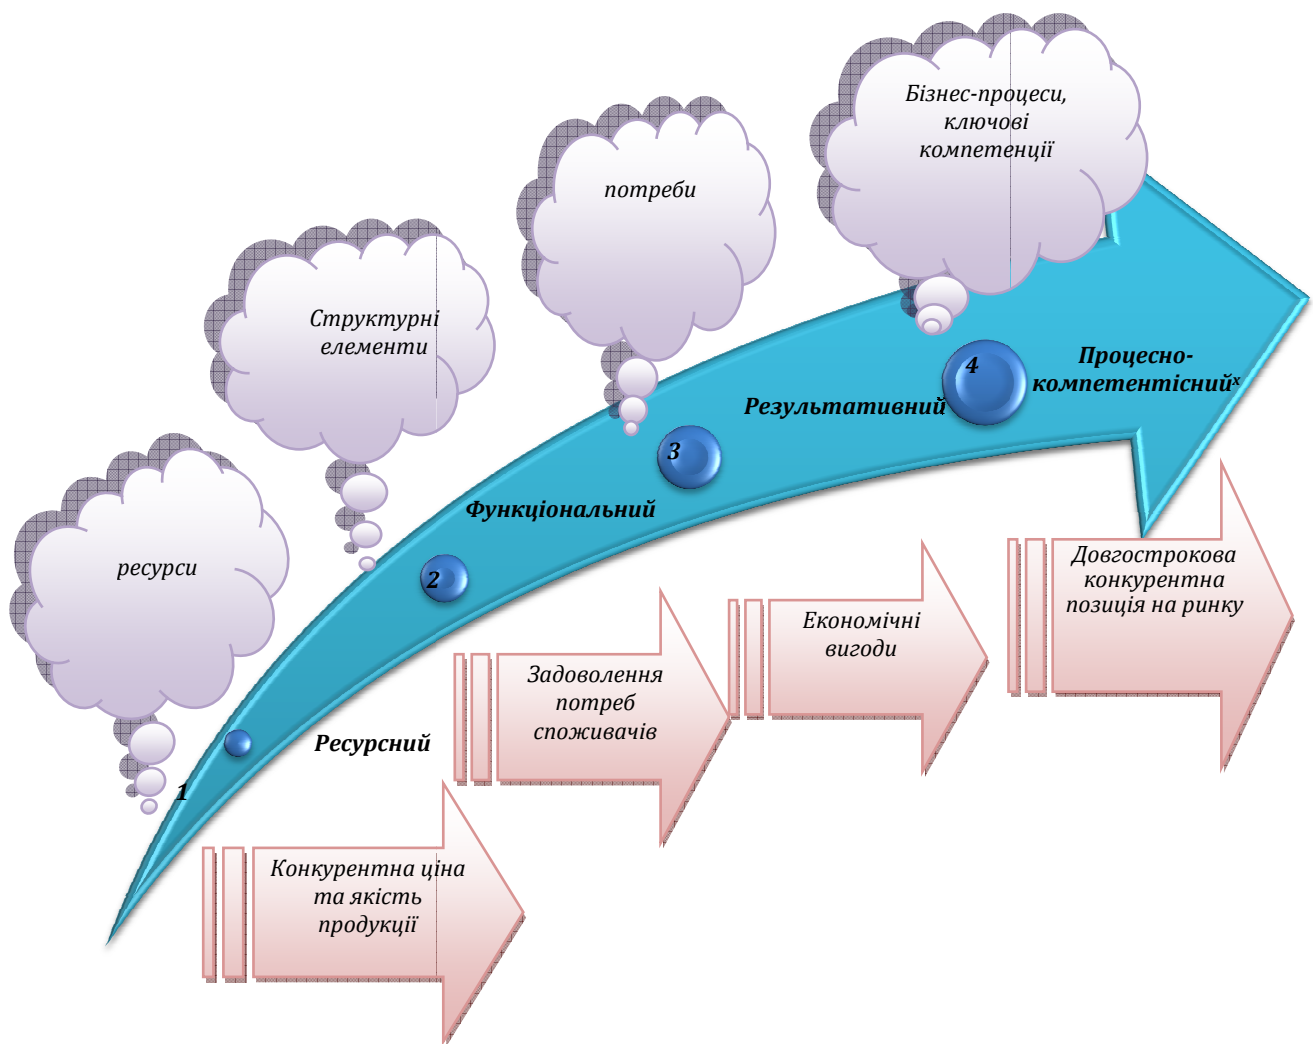 Бізнес-процеси,
ключові
компетенції
потреби
Структурні
елементи
ресурси
4
Процесно-
компетентісний^х
Результативний
3
Функціональний
2
Ресурсний
1
Довгострокова
конкурентна
позиція на ринку
Економічні
вигоди
Задоволення
потреб
споживачів
Конкурентна ціна
та якість
продукції